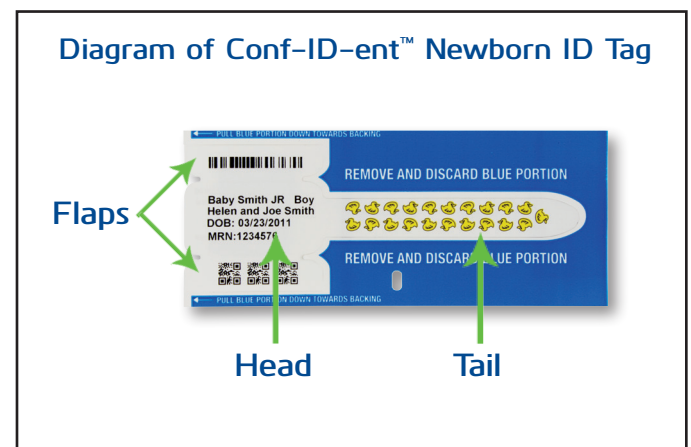 Diagram of Conf-ID-ent™ Newborn ID Tag
PULL BLUE PORTION DOWN TOWARDS BACKING
REMOVE AND DISCARD BLUE PORTION
Flaps
Baby Smith JR Boy
Helen and Joe Smith
DOB: 03/23/2011
MRN:1234576
REMOVE AND DISCARD BLUE PORTION
PULL BLUE PORTION DOWN TOWARDS BACKING
Head
Tail